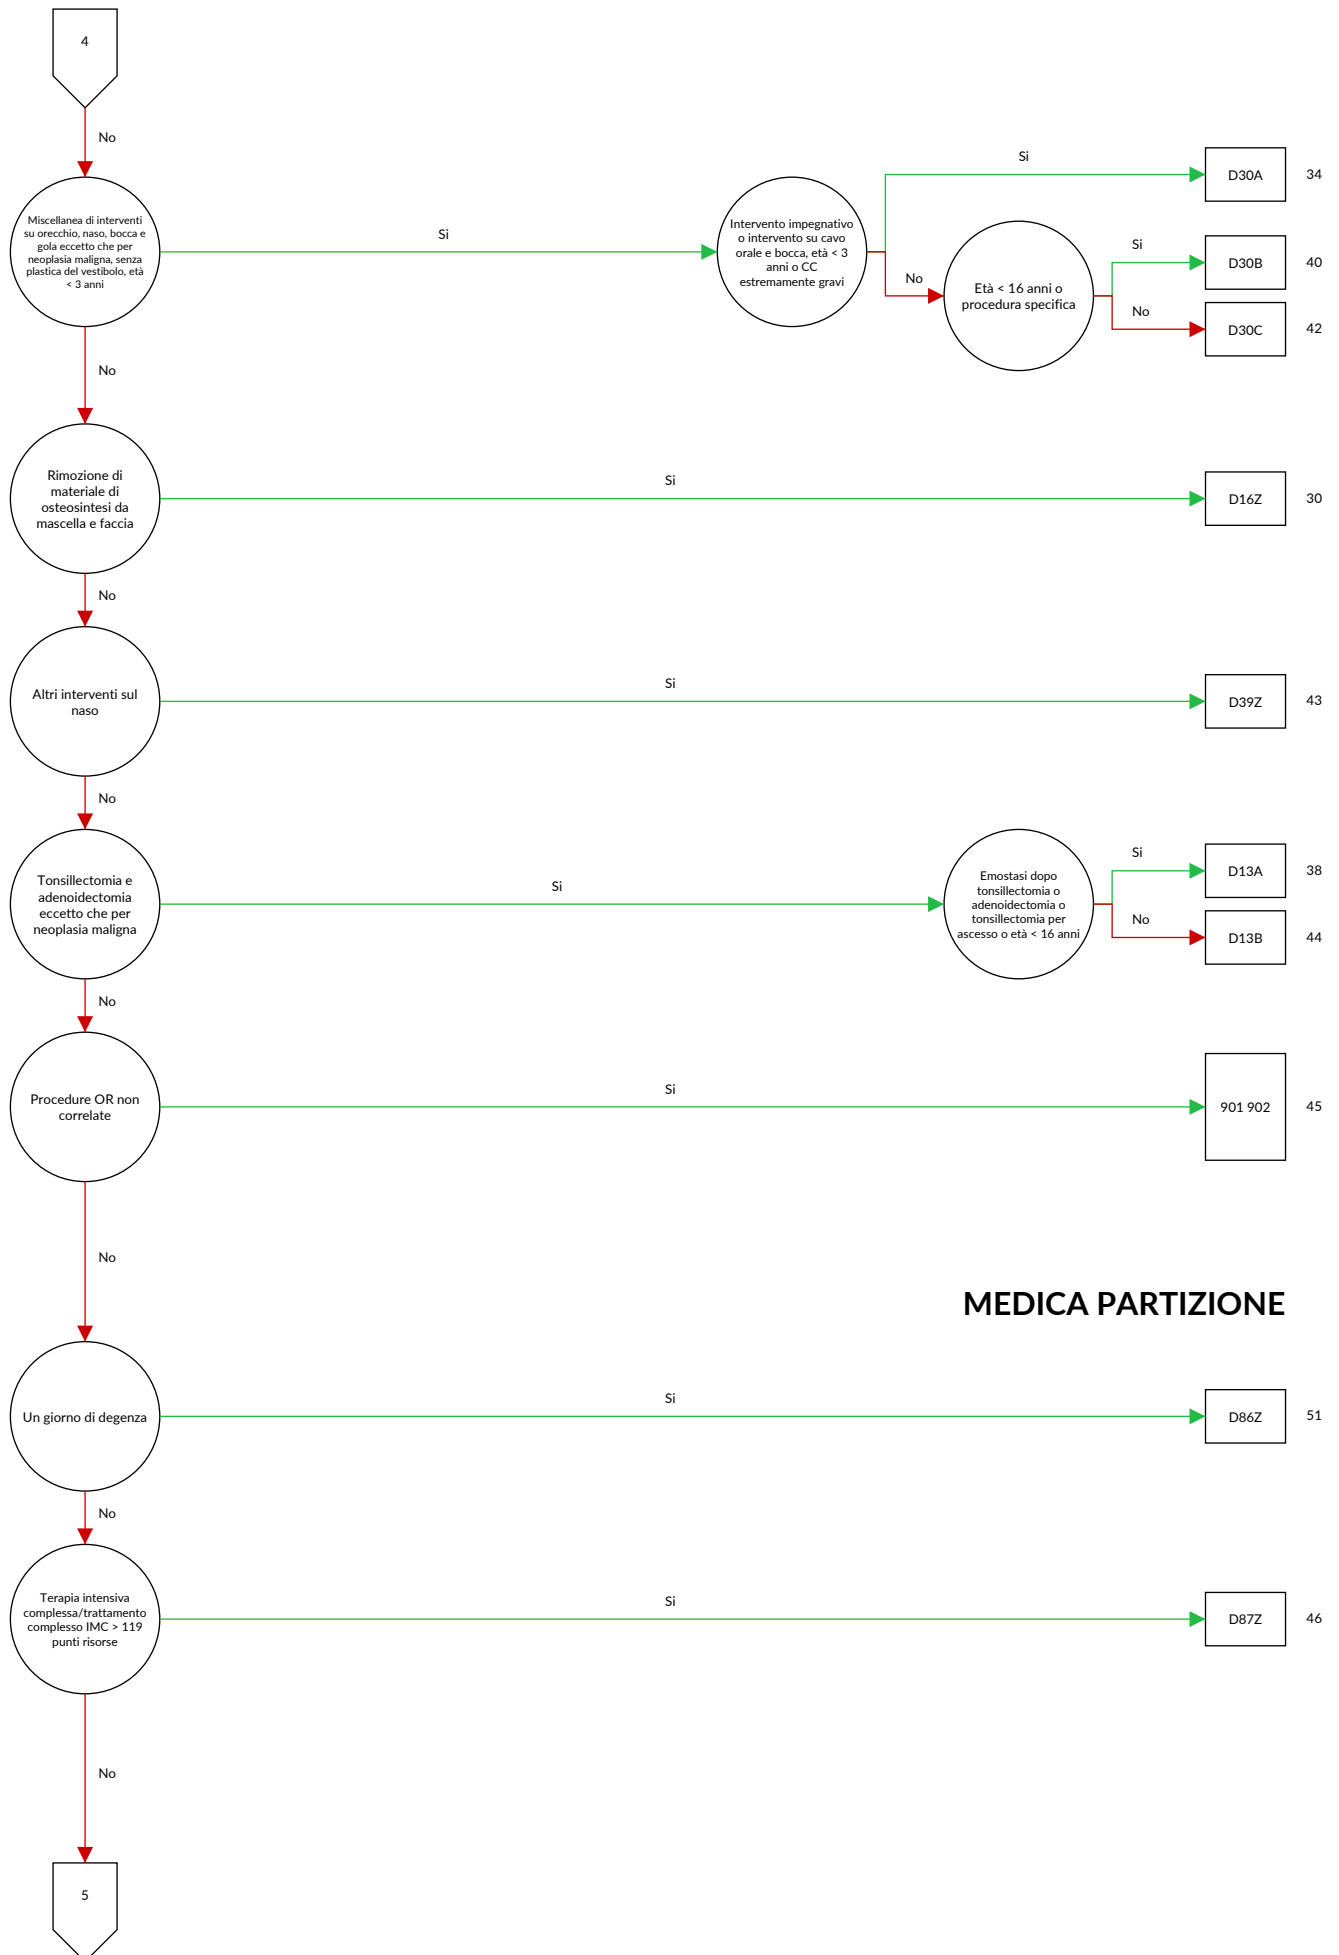 4
No
Miscellanea di interventi
su orecchio, naso, bocca e
gola eccetto che per
neoplasia maligna, senza
plastica del vestibolo, età
< 3 anni
Si
Intervento impegnativo
o intervento su cavo
orale e bocca, età < 3
anni o CC
estremamente gravi
Si
D30A
34
No
Età < 16 anni o
procedura specifica
Si
D30B
40
No
D30C
42
No
Rimozione di
materiale di
osteosintesi da
mascella e faccia
Si
D16Z
30
No
Altri interventi sul
naso
Si
D39Z
43
No
Tonsillectomia e
adenoidectomia
eccetto che per
neoplasia maligna
Si
Emostasi dopo
tonsillectomia o
adenoidectomia o
tonsillectomia per
ascesso o età < 16 anni
Si
D13A
38
No
D13B
44
No
Procedure OR non
correlate
Si
901 902
45
No
MEDICA PARTIZIONE
Un giorno di degenza
Si
D86Z
51
No
Terapia intensiva
complessa/trattamento
complesso IMC > 119
punti risorse
Si
D87Z
46
No
5